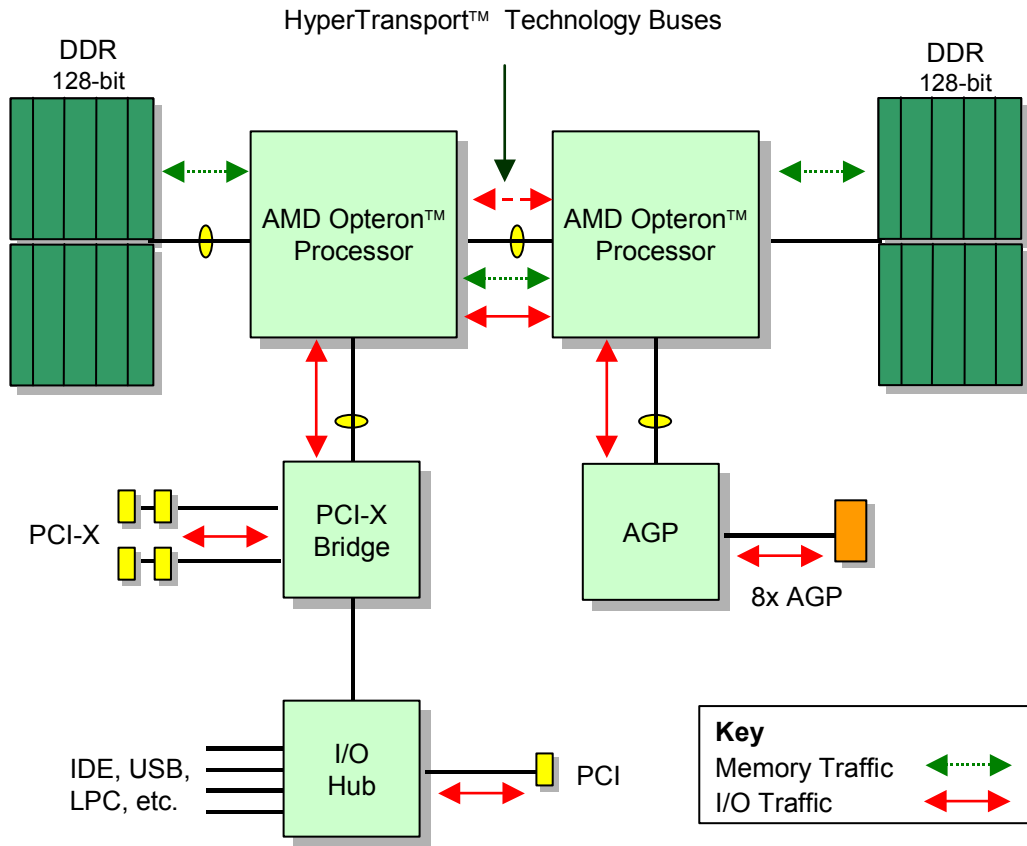 HyperTransport™ Technology Buses
DDR
128-bit
DDR
128-bit
AMD Opteron™
Processor
AMD Opteron™
Processor
PCI-X
PCI-X
Bridge
AGP
8x AGP
I/O
Hub
IDE, USB,
LPC, etc.
PCI
Key
Memory Traffic
I/O Traffic